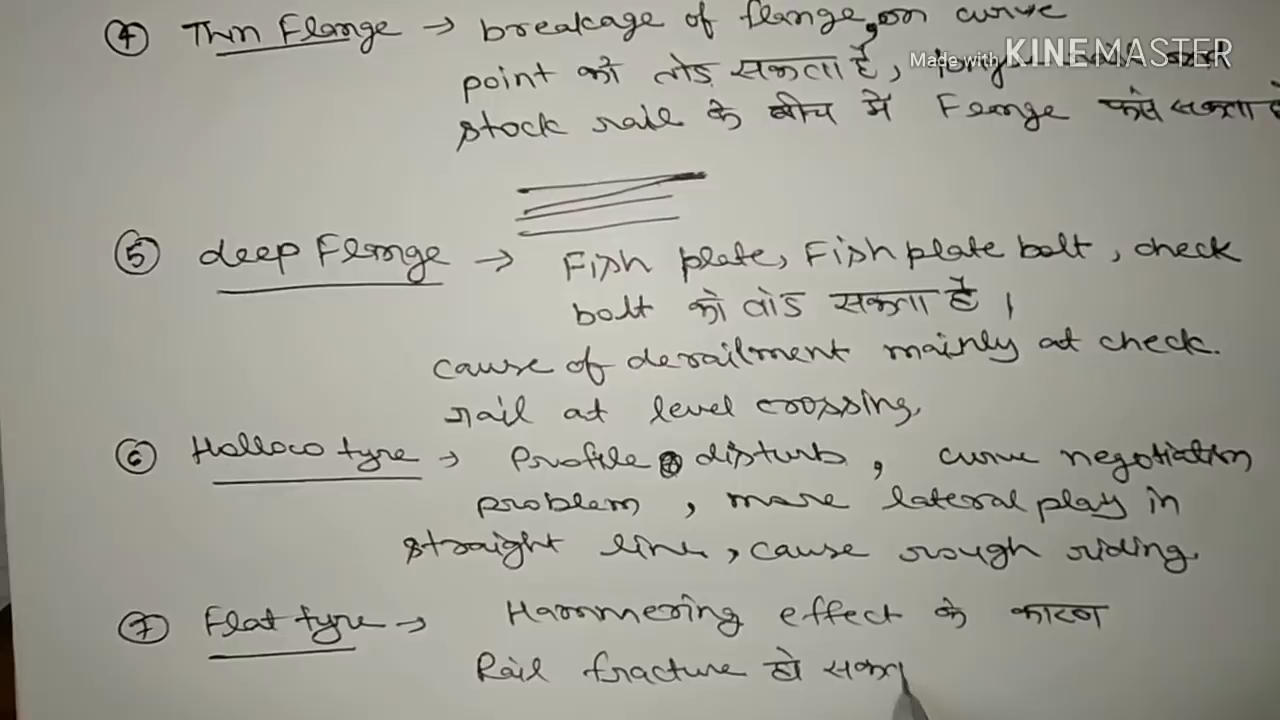 ④ Thin Flange → breakage of flange, on curve
point को तोड़ सकता है,
stock rail के बीच में Flange फंस सकता है
Made with KINEMASTER
⑤ deep Flange → Fish plate, Fish plate bolt, check
bolt को तोड सकता है।
cause of derailment mainly at check.
rail at level crossing,
⑥ Hollow tyre → Profile disturb, curve negotiation
problem, more lateral play in
straight line, cause rough riding.
⑦ Flat tyre → Hammering effect के कारण
Rail fracture हो सकता